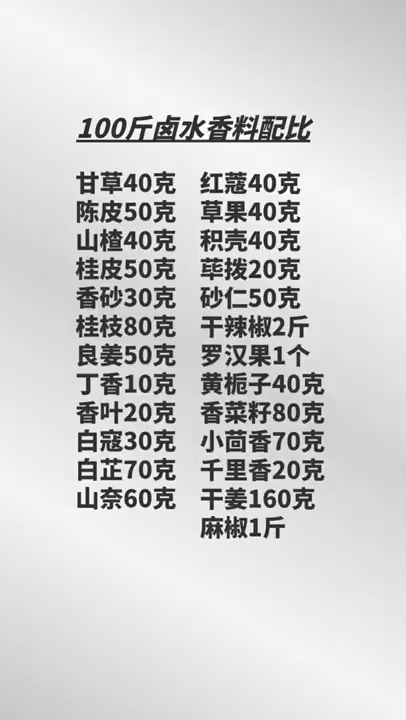 100斤卤水香料配比
甘草40克 红蔻40克
陈皮50克 草果40克
山楂40克 积壳40克
桂皮50克 荜拨20克
香砂30克 砂仁50克
桂枝80克 干辣椒2斤
良姜50克 罗汉果1个
丁香10克 黄栀子40克
香叶20克 香菜籽80克
白寇30克 小茴香70克
白芷70克 千里香20克
山奈60克 干姜160克
麻椒1斤